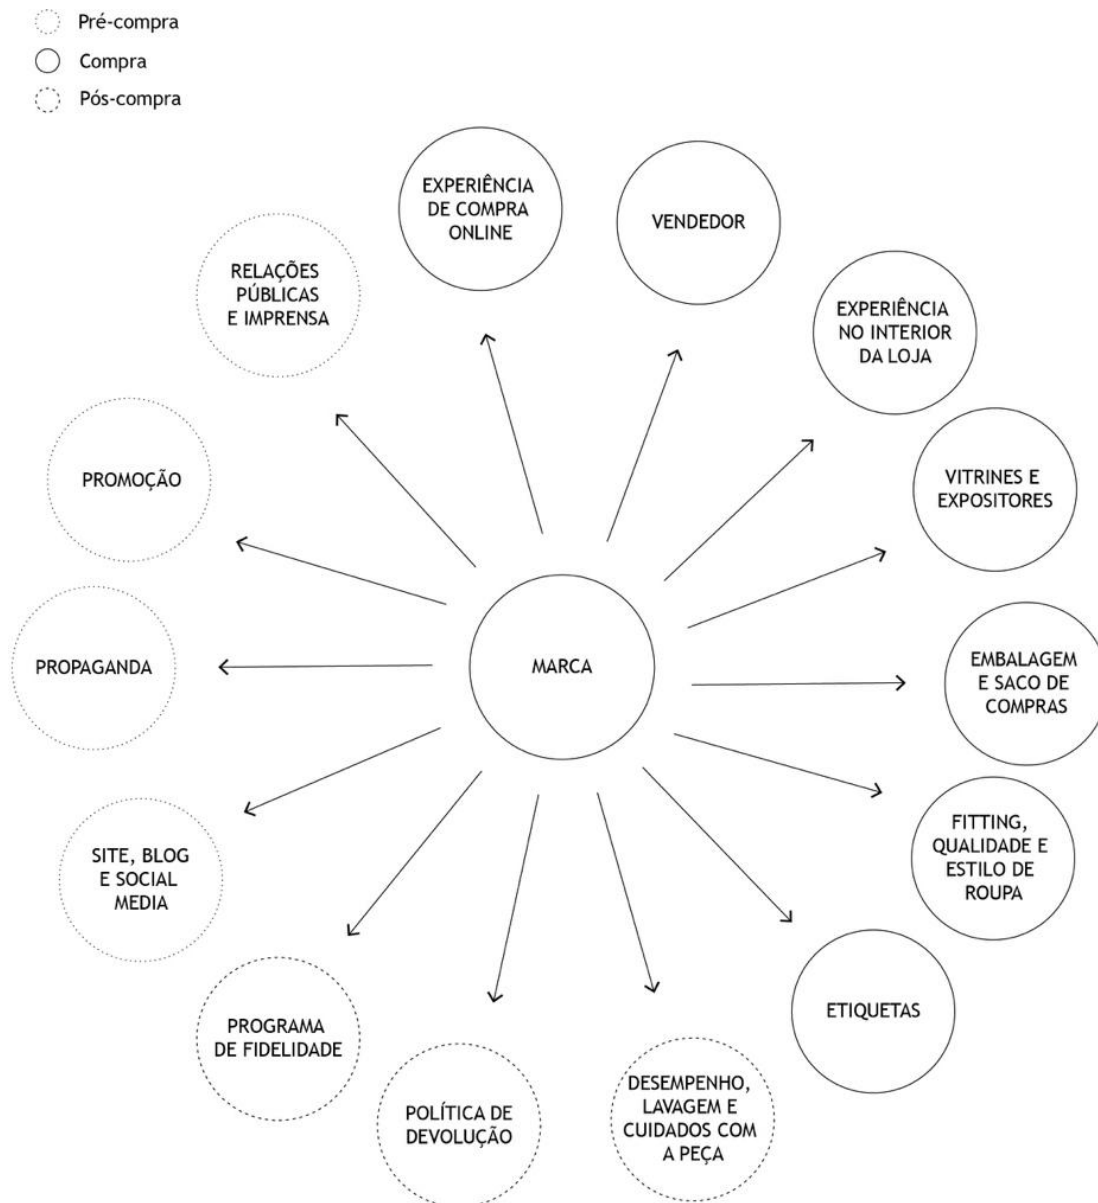 Pré-compra
Compra
Pós-compra
EXPERIÊNCIA
DE COMPRA
ONLINE
VENDEDOR
RELAÇÕES
PÚBLICAS
E IMPRENSA
EXPERIÊNCIA
NO INTERIOR
DA LOJA
PROMOÇÃO
VITRINES E
EXPOSITORES
PROPAGANDA
MARCA
EMBALAGEM
E SACO DE
COMPRAS
SITE, BLOG
E SOCIAL
MEDIA
FITTING,
QUALIDADE E
ESTILO DE
ROUPA
PROGRAMA
DE FIDELIDADE
ETIQUETAS
POLÍTICA DE
DEVOLUÇÃO
DESEMPENHO,
LAVAGEM E
CUIDADOS COM
A PEÇA